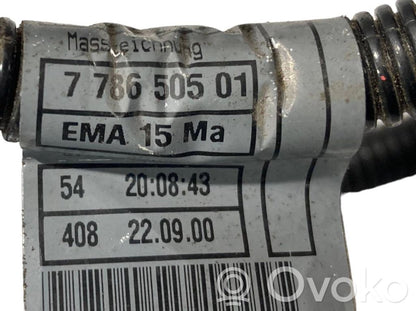 Masszeichnung
7 786 505 01
EMA 15 Ma
54 20:08:43
408 22.09.00
Ovoko